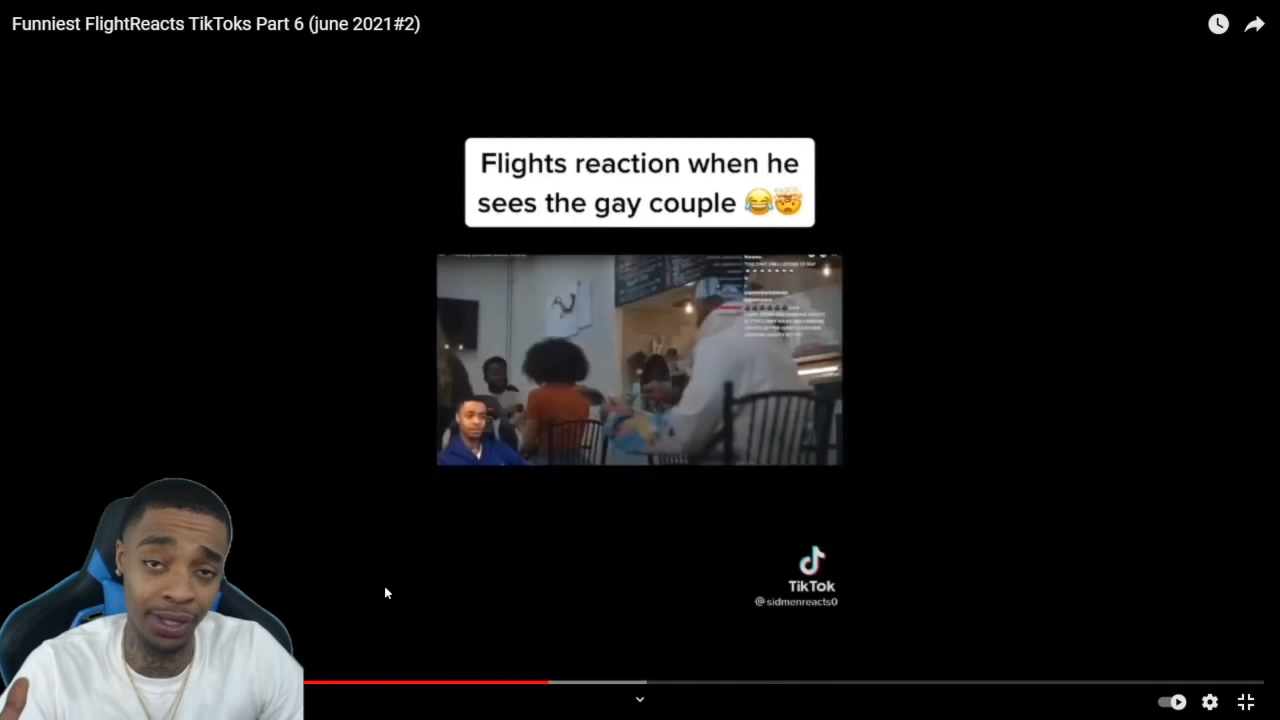 Funniest FlightReacts TikToks Part 6 (june 2021#2)
Flights reaction when he
sees the gay couple 😂🤯
TikTok
@sidmenreacts0